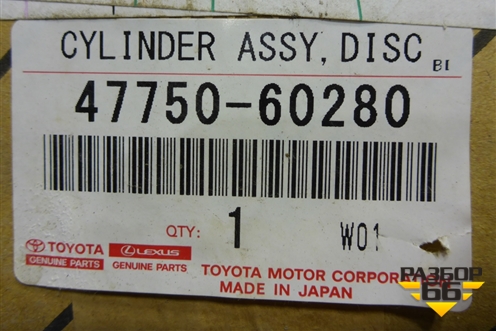 CYLINDER ASSY, DISC
BI
47750-60280
QTY: 1 W01
TOYOTA LEXUS
GENUINE PARTS GENUINE PARTS
TOYOTA MOTOR CORPORATION
MADE IN JAPAN
РАЗБОР
66